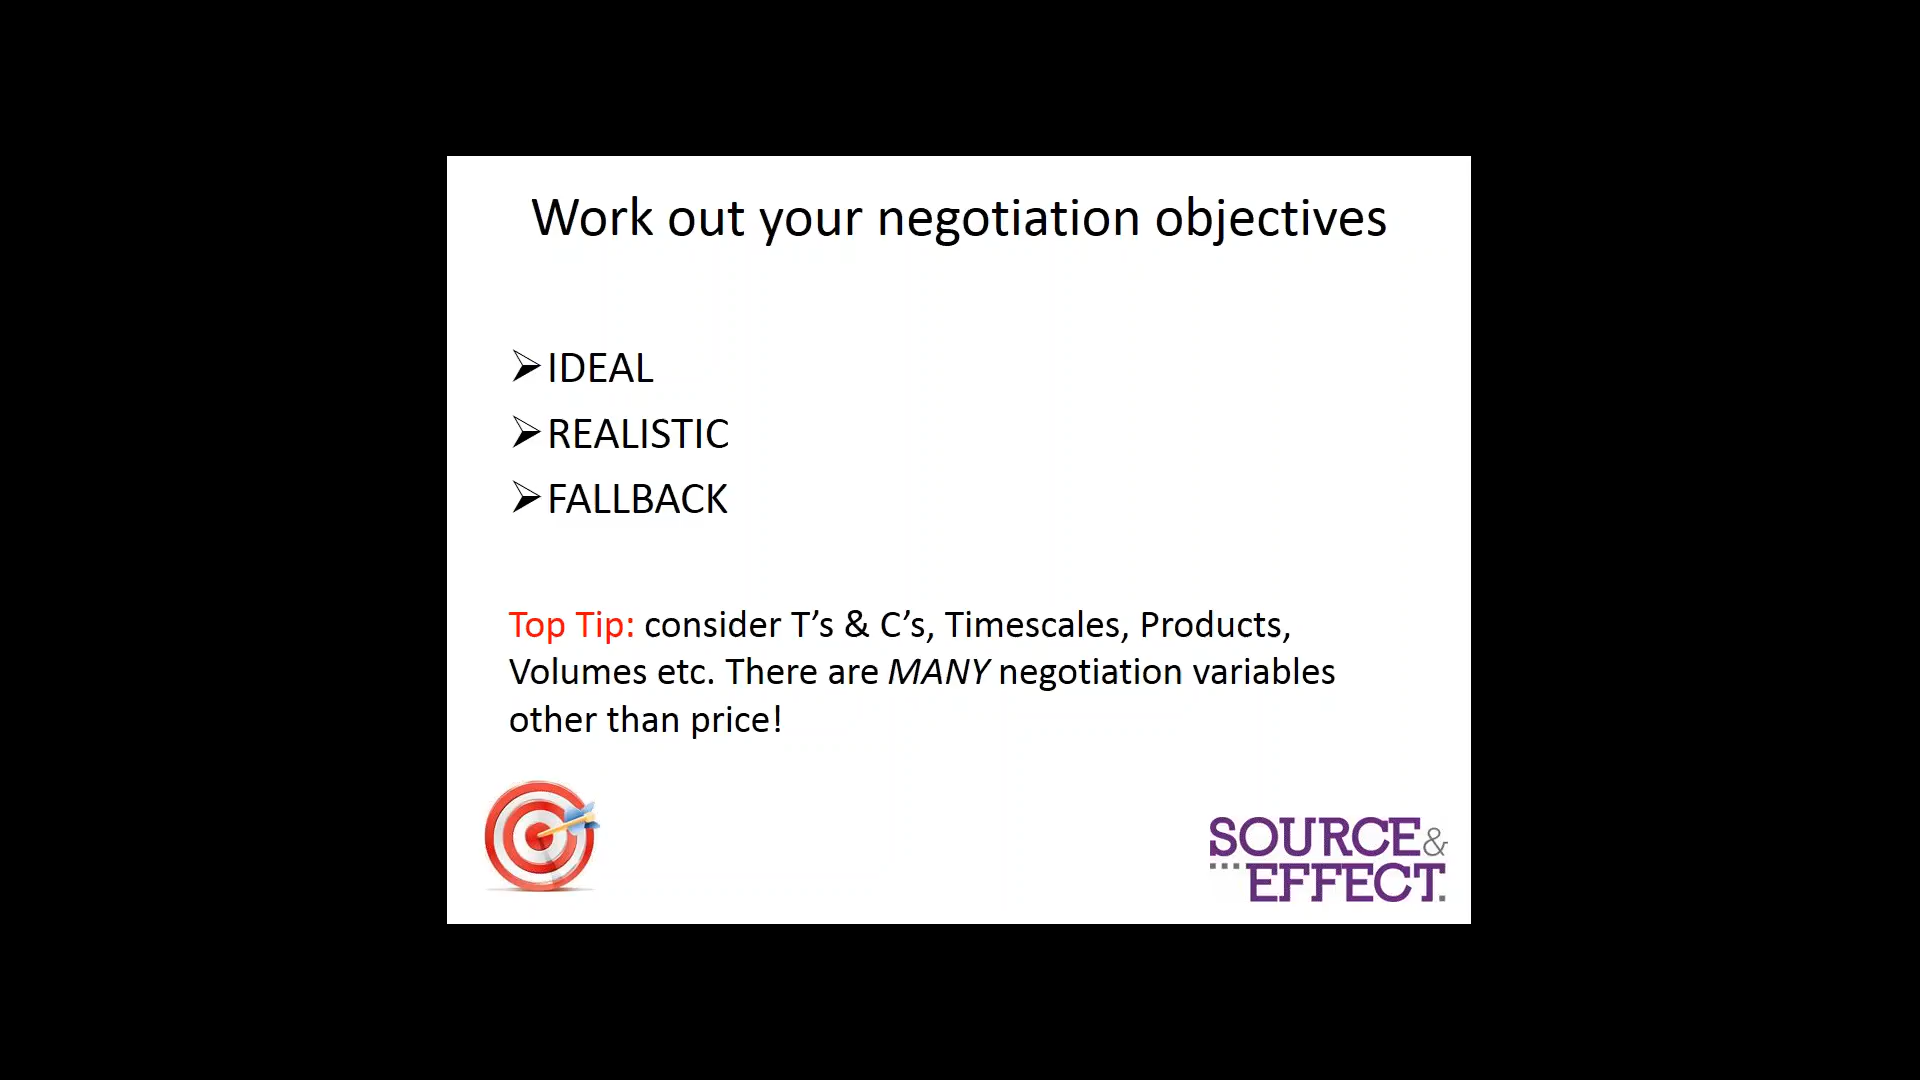 Work out your negotiation objectives
➢IDEAL
➢REALISTIC
➢FALLBACK
Top Tip: consider T’s & C’s, Timescales, Products,
Volumes etc. There are MANY negotiation variables
other than price!
SOURCE&
EFFECT.